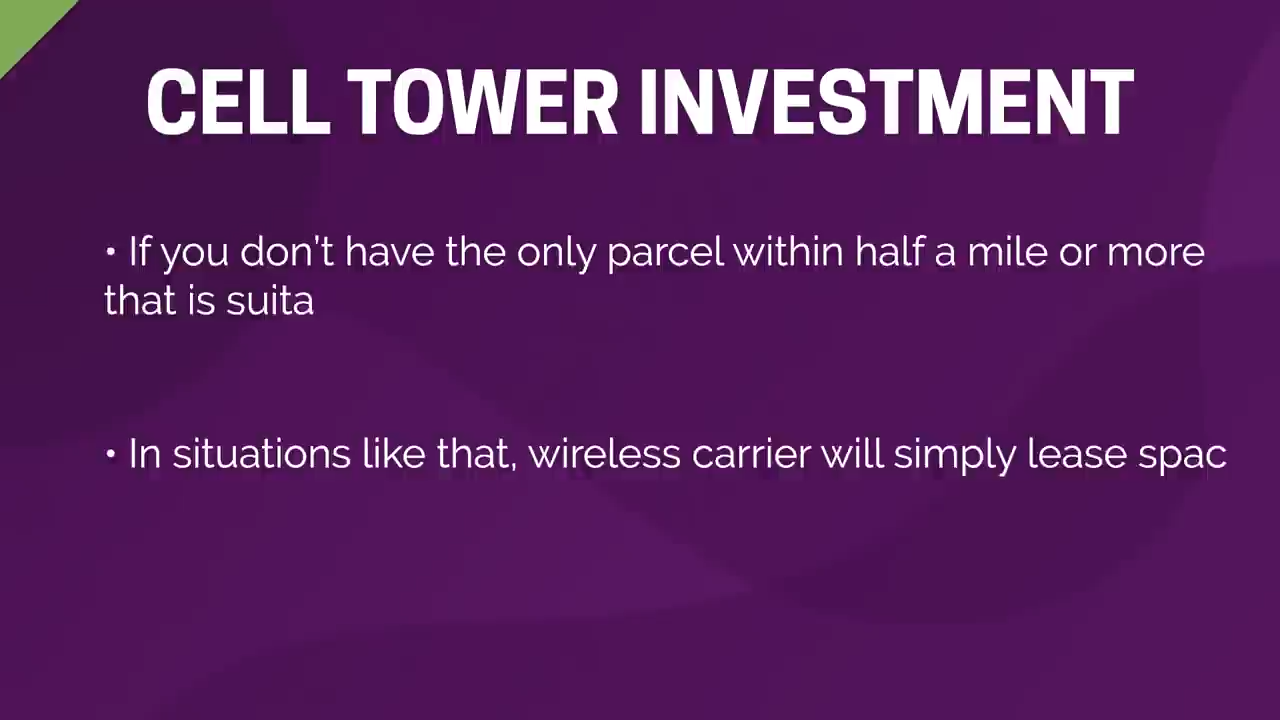 CELL TOWER INVESTMENT
• If you don't have the only parcel within half a mile or more
that is suita
• In situations like that, wireless carrier will simply lease spac